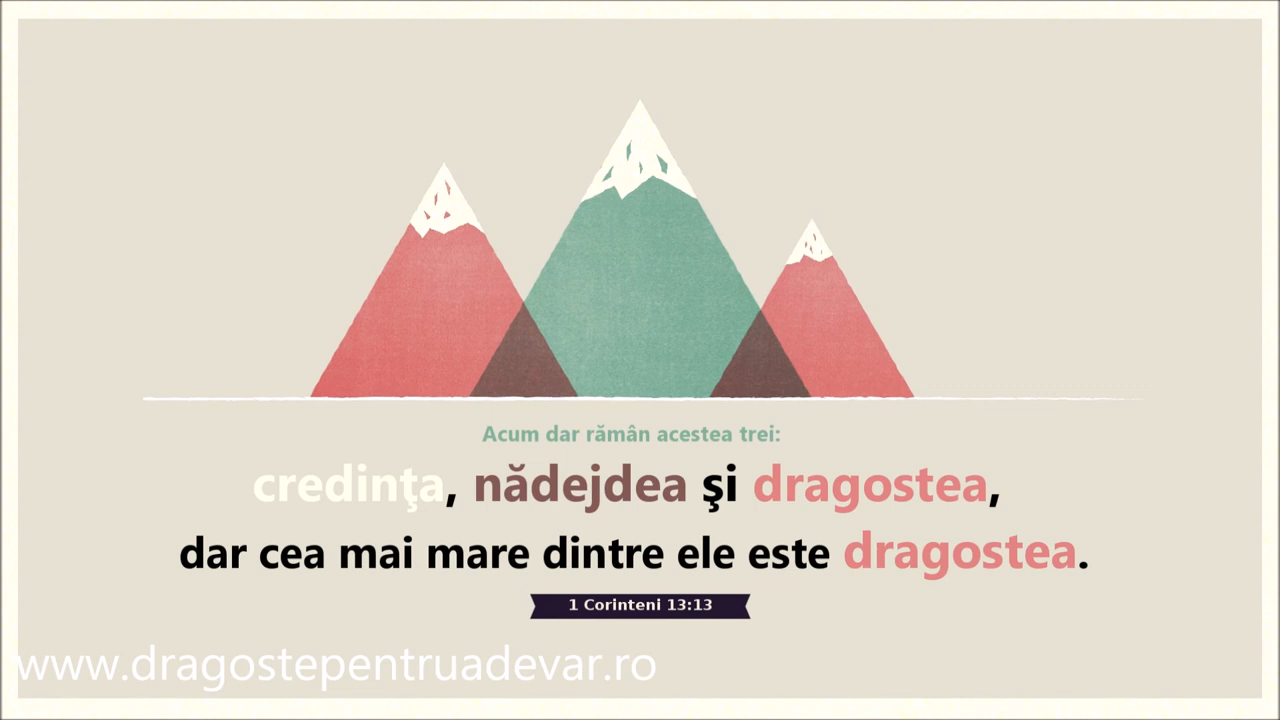 Acum dar rămân acestea trei:
credinţa, nădejdea şi dragostea,
dar cea mai mare dintre ele este dragostea.
1 Corinteni 13:13
www.dragostepentruadevar.ro